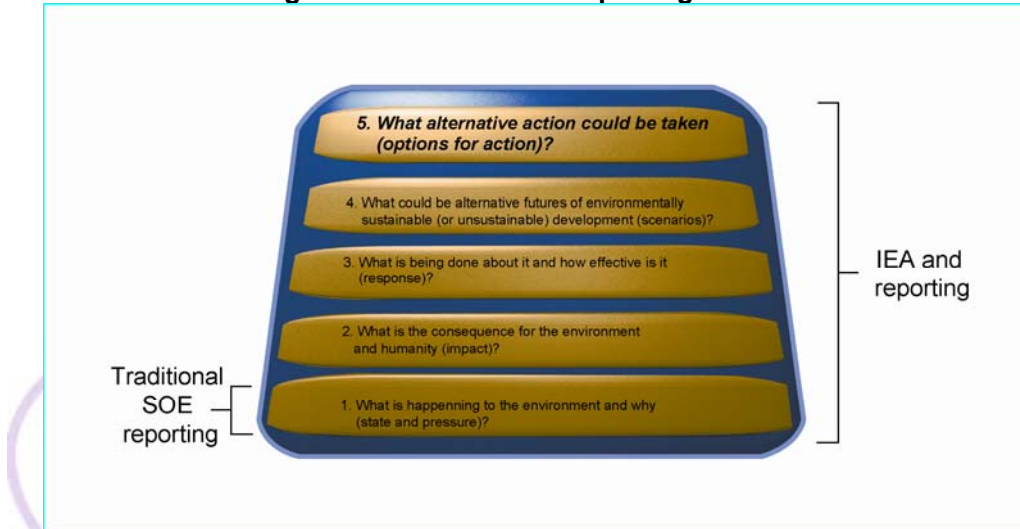 5. What alternative action could be taken
(options for action)?
4. What could be alternative futures of environmentally
sustainable (or unsustainable) development (scenarios)?
3. What is being done about it and how effective is it
(response)?
2. What is the consequence for the environment
and humanity (impact)?
1. What is happenning to the environment and why
(state and pressure)?
Traditional
SOE
reporting
IEA and
reporting